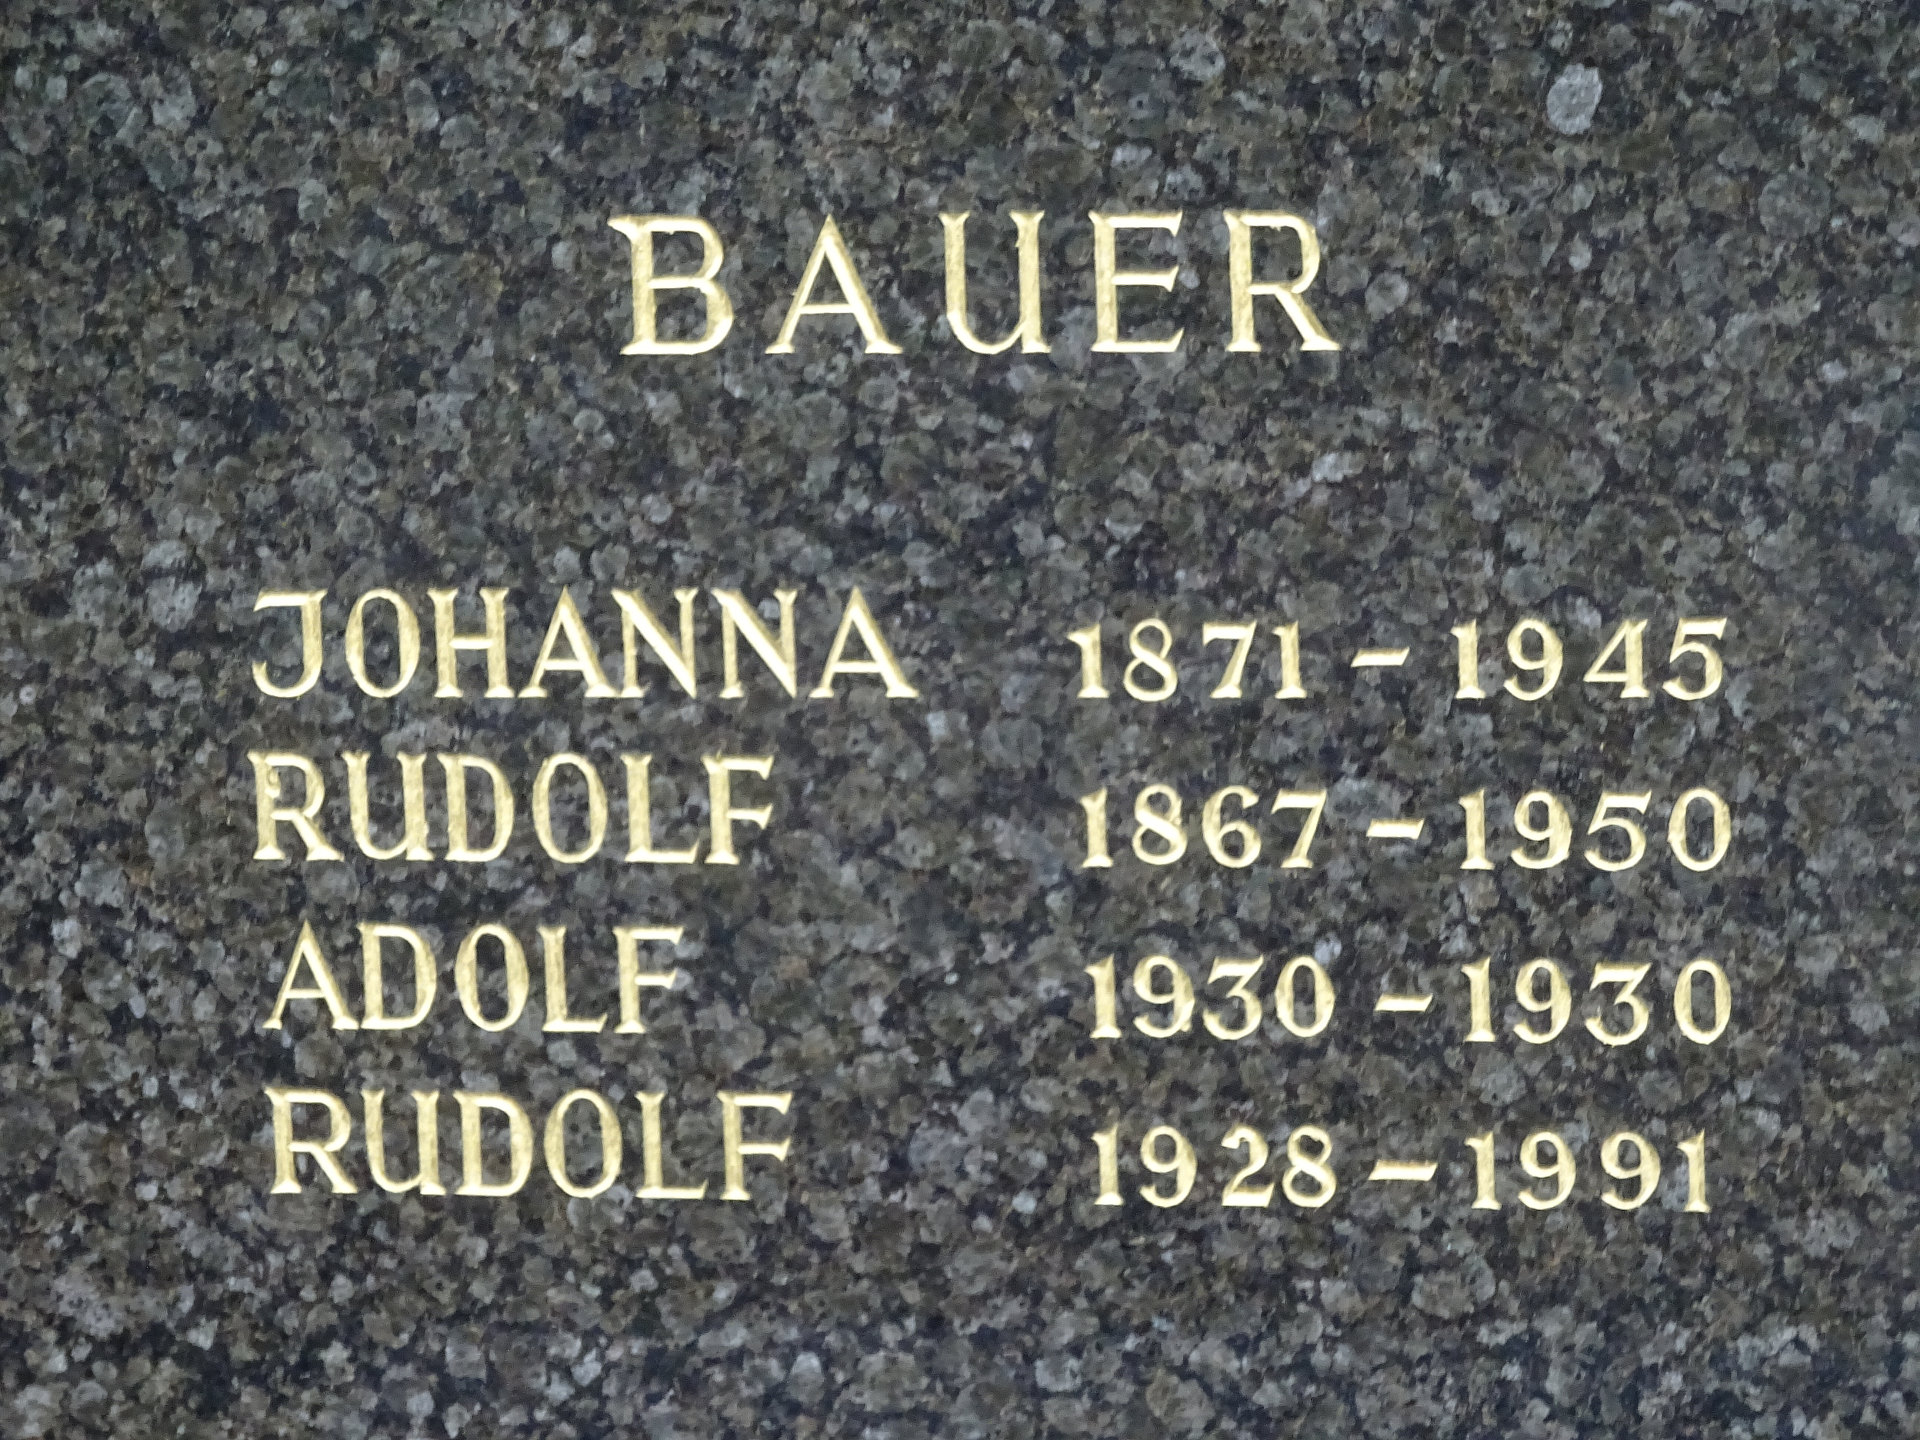 BAUER
JOHANNA 1871 - 1945
RUDOLF 1867 - 1950
ADOLF 1930 - 1930
RUDOLF 1928 - 1991